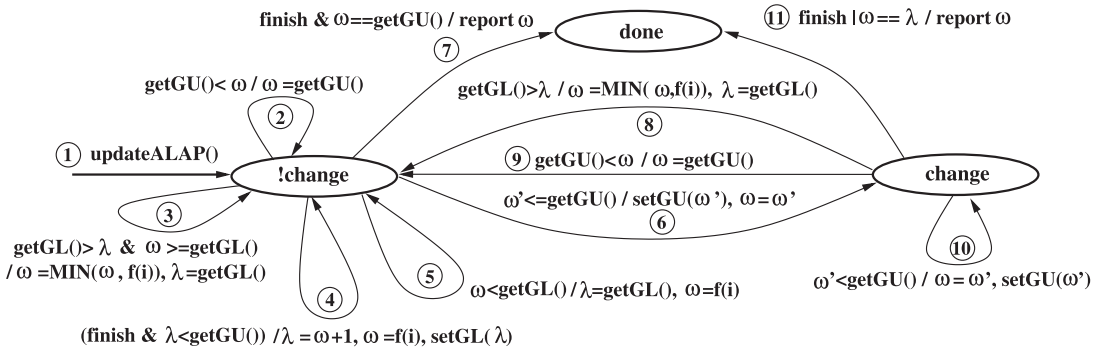 finish & ω==getGU() / report ω
7
done
11 finish | ω== λ / report ω
getGU()< ω / ω=getGU()
2
getGL()>λ / ω=MIN( ω,f(i)), λ=getGL()
8
1 updateALAP()
!change
9 getGU()<ω / ω=getGU()
change
3
ω'<=getGU() / setGU(ω'), ω=ω'
6
getGL()> λ & ω>=getGL()
/ ω=MIN(ω, f(i)), λ=getGL()
10
5
ω<getGL() / λ=getGL(), ω=f(i)
ω'<getGU() / ω=ω', setGU(ω')
4
(finish & λ<getGU()) / λ=ω+1, ω=f(i), setGL(λ)